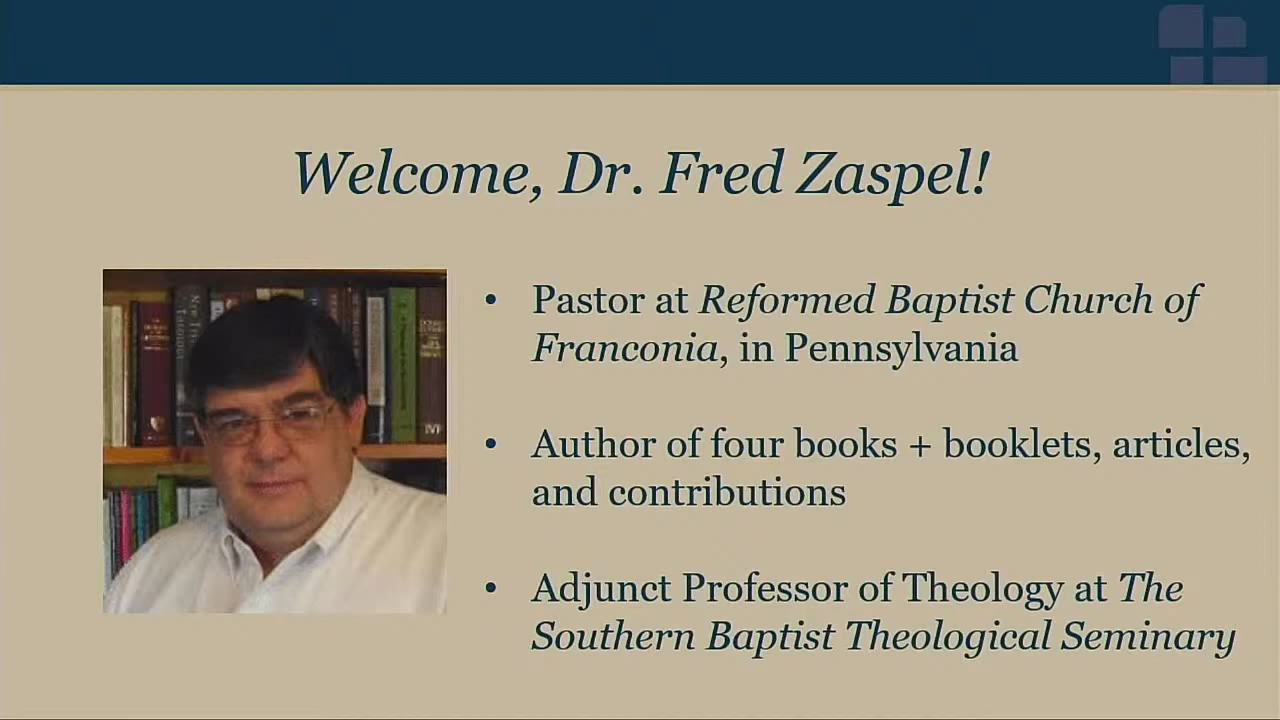 Welcome, Dr. Fred Zaspel!
• Pastor at Reformed Baptist Church of
Franconia, in Pennsylvania
• Author of four books + booklets, articles,
and contributions
• Adjunct Professor of Theology at The
Southern Baptist Theological Seminary
IVP